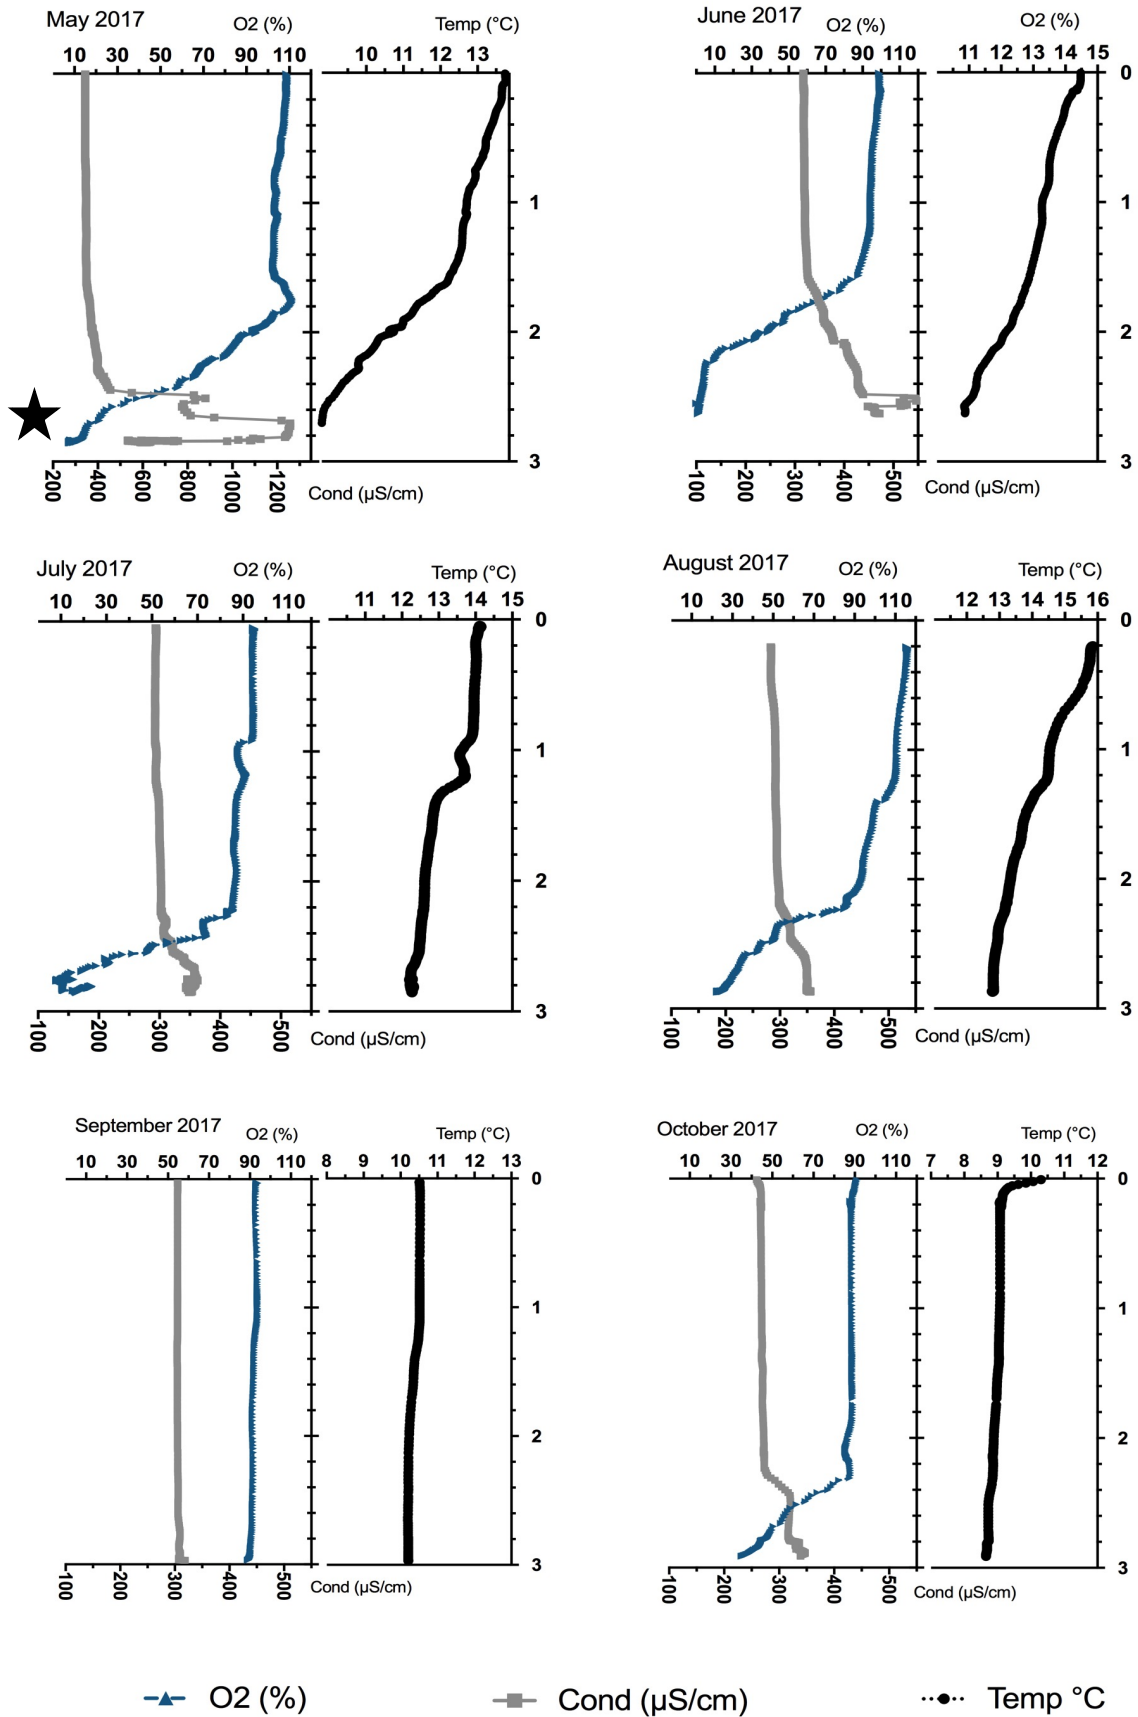 May 2017 O2 (%) Temp (°C)
10 30 50 70 90 110 10 11 12 13
1
2
3
200 400 600 800 1000 1200
Cond (µS/cm)
June 2017 O2 (%) O2 (%)
10 30 50 70 90 110 11 12 13 14 15
0
1
2
3
100 200 300 400 500
Cond (µS/cm)
July 2017 O2 (%) Temp (°C)
10 30 50 70 90 110 11 12 13 14 15
0
1
2
3
100 200 300 400 500
Cond (µS/cm)
August 2017 O2 (%) Temp (°C)
10 30 50 70 90 110 12 13 14 15 16
0
1
2
3
100 200 300 400 500
Cond (µS/cm)
September 2017 O2 (%) Temp (°C)
10 30 50 70 90 110 8 9 10 11 12 13
0
1
2
3
100 200 300 400 500
Cond (µS/cm)
October 2017 O2 (%) Temp (°C)
10 30 50 70 90 110 7 8 9 10 11 12
0
1
2
3
100 200 300 400 500
Cond (µS/cm)
O2 (%) Cond (µS/cm) Temp °C